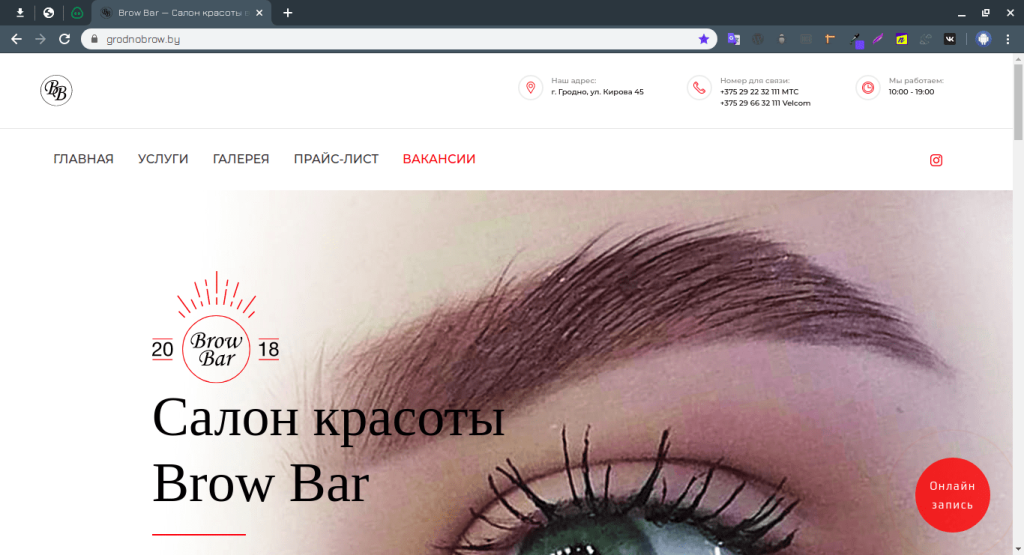 Brow Bar — Салон красоты
grodnobrow.by
BB
Наш адрес:
г. Гродно, ул. Кирова 45
Номер для связи:
+375 29 22 32 111 МТС
+375 29 66 32 111 Velcom
Мы работаем:
10:00 - 19:00
ГЛАВНАЯ УСЛУГИ ГАЛЕРЕЯ ПРАЙС-ЛИСТ ВАКАНСИИ
20 Brow Bar 18
Салон красоты
Brow Bar
Онлайн
запись